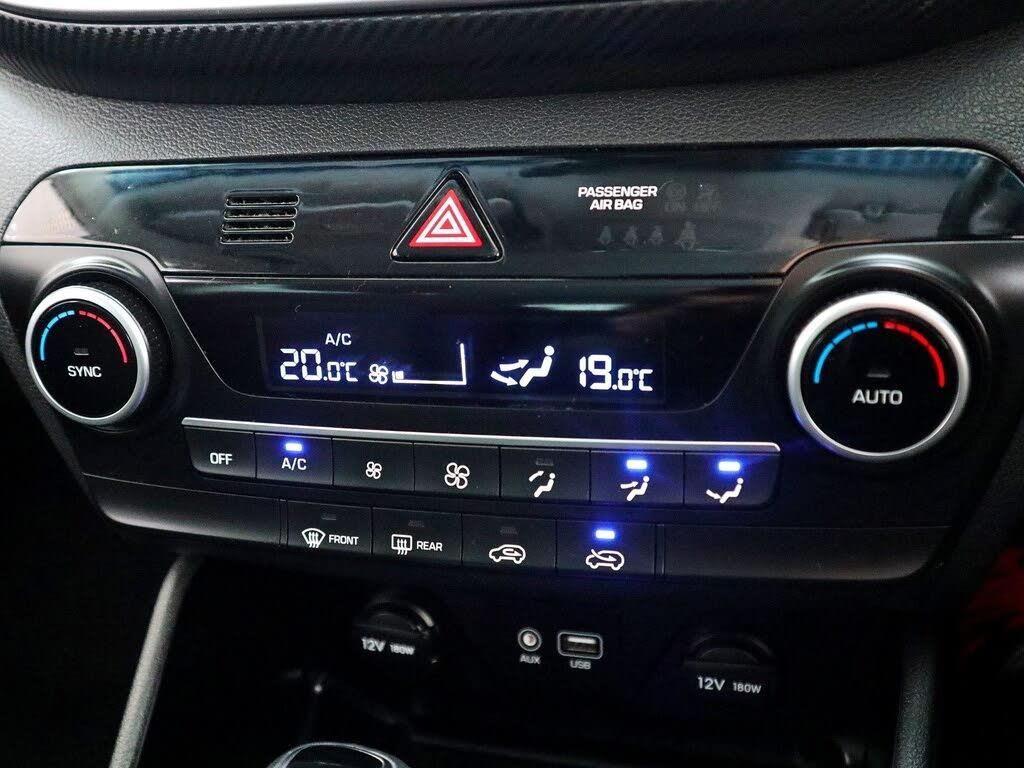 PASSENGER
AIR BAG
A/C
20.0°C
19.0°C
SYNC
AUTO
OFF
A/C
FRONT
REAR
12V 180W
AUX
USB
12V 180W